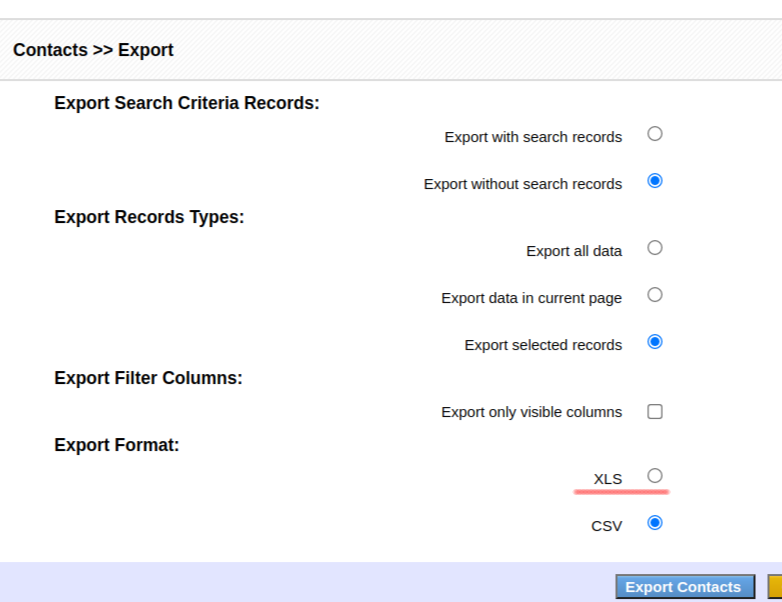 Contacts >> Export
Export Search Criteria Records:
Export with search records
Export without search records
Export Records Types:
Export all data
Export data in current page
Export selected records
Export Filter Columns:
Export only visible columns
Export Format:
XLS
CSV
Export Contacts